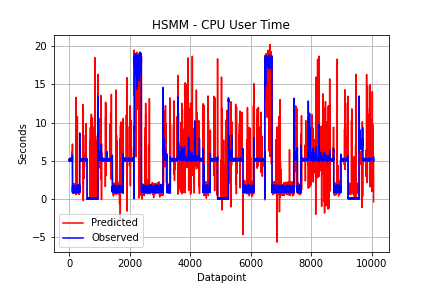 HSMM - CPU User Time
20
15
10
5
0
−5
Seconds
Predicted
Observed
0
2000
4000
6000
8000
10000
Datapoint